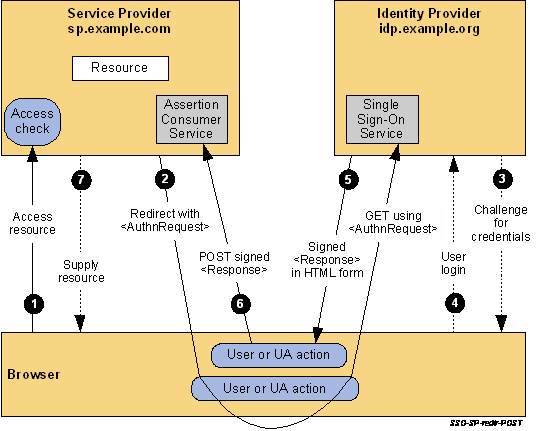 Service Provider
sp.example.com
Identity Provider
idp.example.org
Resource
Access
check
Assertion
Consumer
Service
Single
Sign-On
Service
7
2
5
3
Access
resource
Redirect with
<AuthnRequest>
GET using
<AuthnRequest>
Challenge
for
credentials
Supply
resource
POST signed
<Response>
Signed
<Response>
in HTML form
User
login
1
6
4
User or UA action
Browser
User or UA action
SSO-SP-redir-POST